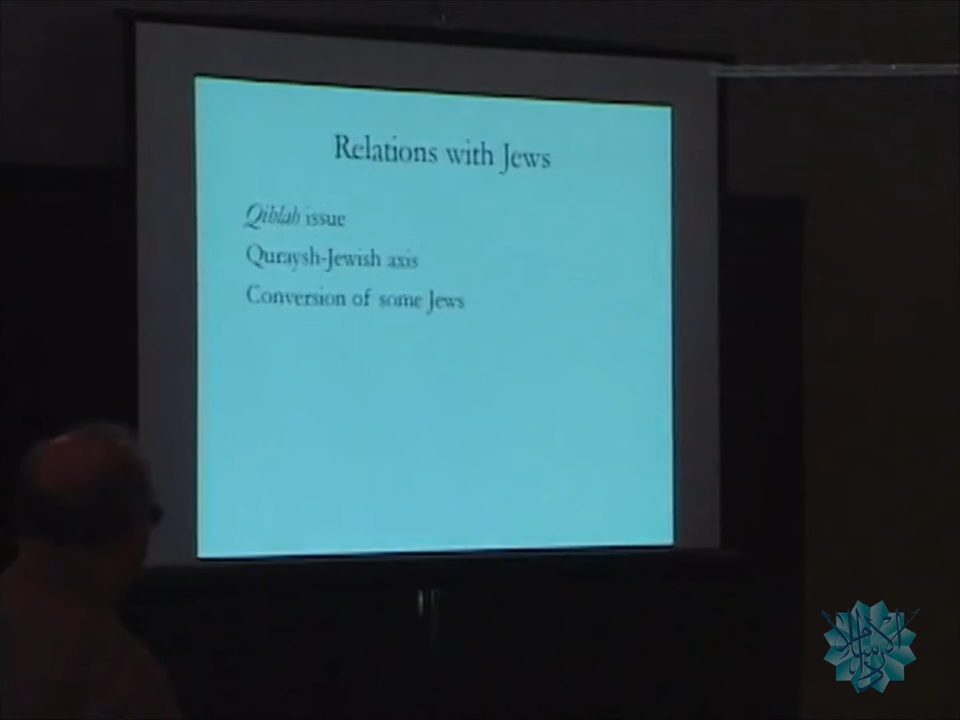 Relations with Jews
Qiblah issue
Quraysh-Jewish axis
Conversion of some Jews